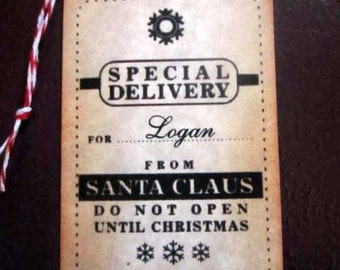 SPECIAL
DELIVERY
FOR Logan
FROM
SANTA CLAUS
DO NOT OPEN
UNTIL CHRISTMAS